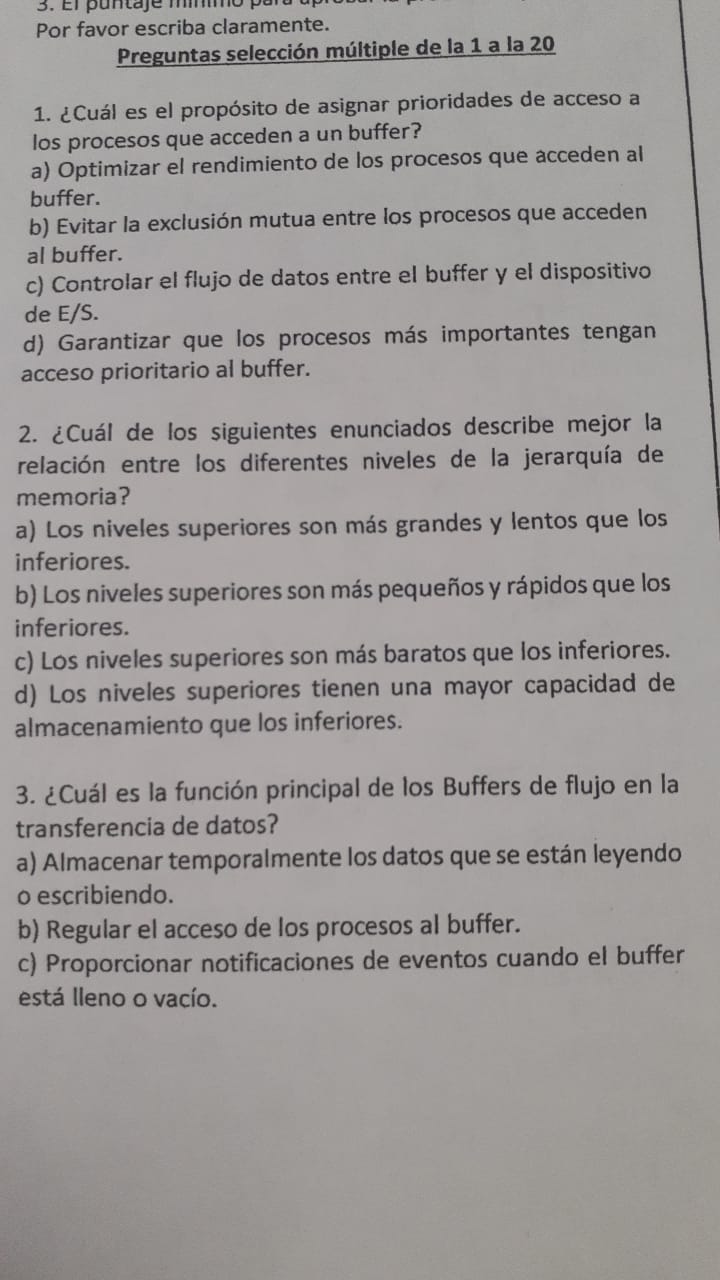 3. El puntaje mínimo para
Por favor escriba claramente.
Preguntas selección múltiple de la 1 a la 20
1. ¿Cuál es el propósito de asignar prioridades de acceso a
los procesos que acceden a un buffer?
a) Optimizar el rendimiento de los procesos que acceden al
buffer.
b) Evitar la exclusión mutua entre los procesos que acceden
al buffer.
c) Controlar el flujo de datos entre el buffer y el dispositivo
de E/S.
d) Garantizar que los procesos más importantes tengan
acceso prioritario al buffer.
2. ¿Cuál de los siguientes enunciados describe mejor la
relación entre los diferentes niveles de la jerarquía de
memoria?
a) Los niveles superiores son más grandes y lentos que los
inferiores.
b) Los niveles superiores son más pequeños y rápidos que los
inferiores.
c) Los niveles superiores son más baratos que los inferiores.
d) Los niveles superiores tienen una mayor capacidad de
almacenamiento que los inferiores.
3. ¿Cuál es la función principal de los Buffers de flujo en la
transferencia de datos?
a) Almacenar temporalmente los datos que se están leyendo
o escribiendo.
b) Regular el acceso de los procesos al buffer.
c) Proporcionar notificaciones de eventos cuando el buffer
está lleno o vacío.